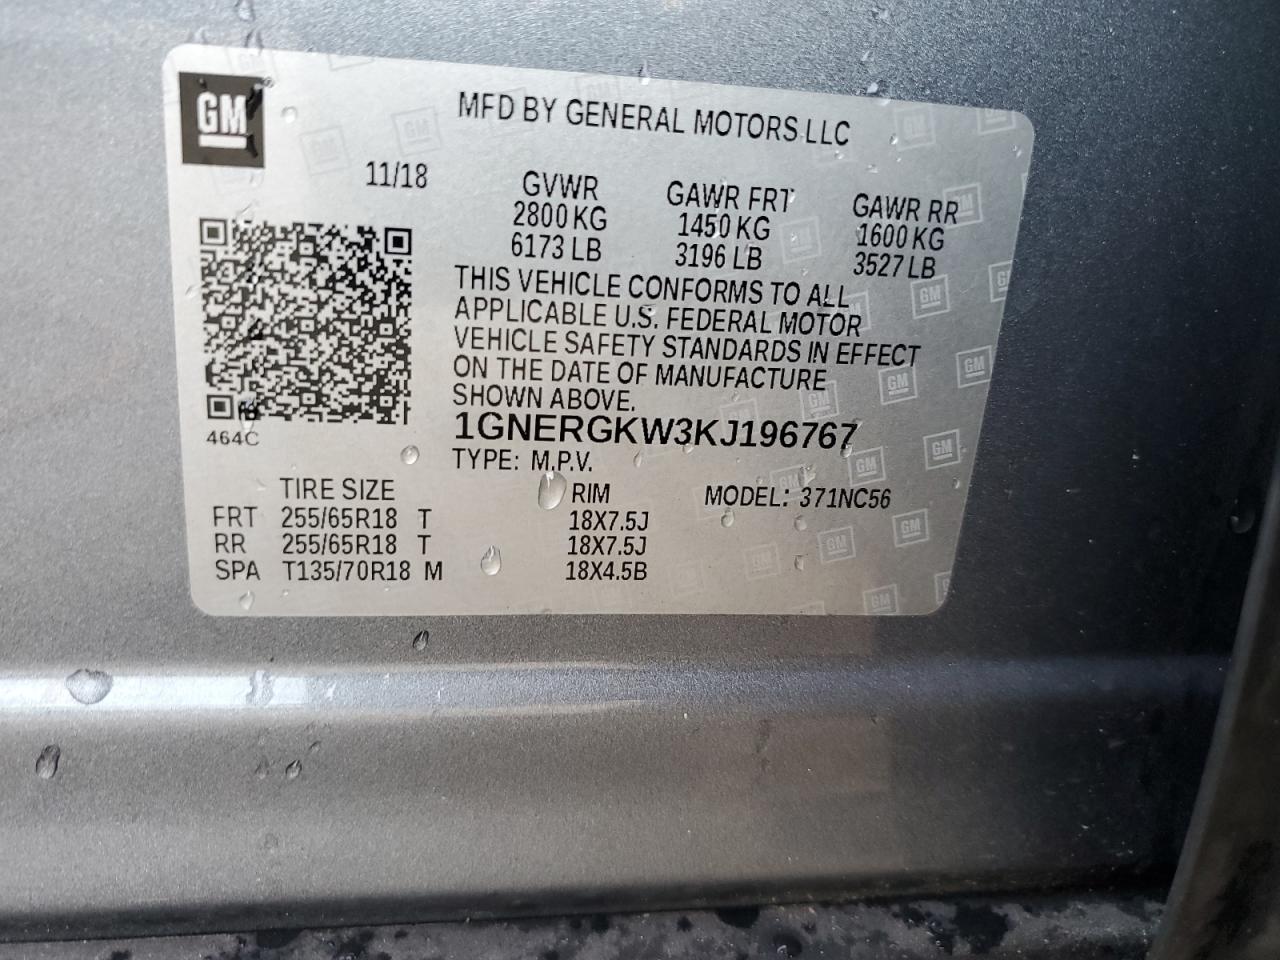 GM
MFD BY GENERAL MOTORS LLC
11/18
GVWR GAWR FRT GAWR RR
2800 KG 1450 KG 1600 KG
6173 LB 3196 LB 3527 LB
THIS VEHICLE CONFORMS TO ALL
APPLICABLE U.S. FEDERAL MOTOR
VEHICLE SAFETY STANDARDS IN EFFECT
ON THE DATE OF MANUFACTURE
SHOWN ABOVE.
464C
1GNERGKW3KJ196767
TYPE: M.P.V.
TIRE SIZE RIM MODEL: 371NC56
FRT 255/65R18 T 18X7.5J
RR 255/65R18 T 18X7.5J
SPA T135/70R18 M 18X4.5B